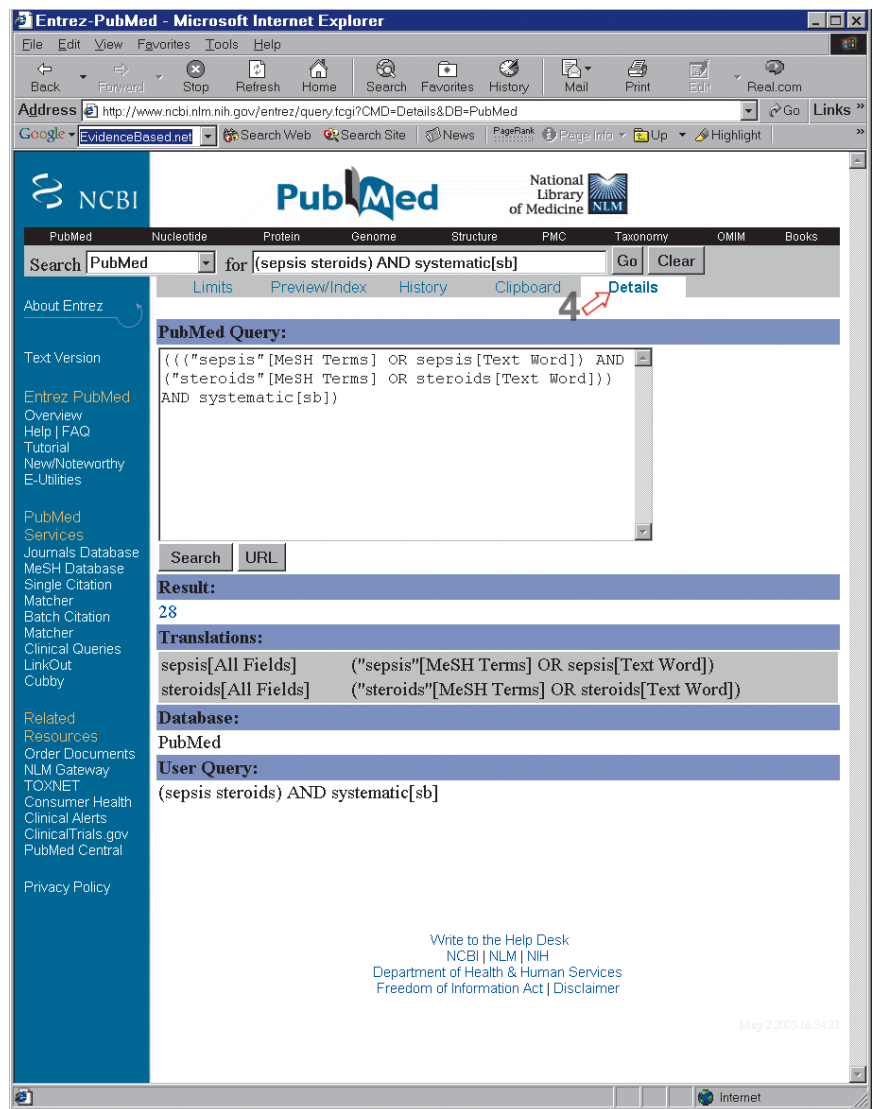 Entrez-PubMed - Microsoft Internet Explorer
File Edit View Favorites Tools Help
Back Forward Stop Refresh Home Search Favorites History Mail Print Edit Real.com
Address http://www.ncbi.nlm.nih.gov/entrez/query.fcgi?CMD=Details&DB=PubMed Go Links »
Google EvidenceBased.net Search Web Search Site News PageRank Page Info Up Highlight »
NCBI PubMed National Library of Medicine NLM
PubMed Nucleotide Protein Genome Structure PMC Taxonomy OMIM Books
Search PubMed for (sepsis steroids) AND systematic[sb] Go Clear
Limits Preview/Index History Clipboard Details
4
About Entrez
Text Version
Entrez PubMed
Overview
Help | FAQ
Tutorial
New/Noteworthy
E-Utilities
PubMed
Services
Journals Database
MeSH Database
Single Citation
Matcher
Batch Citation
Matcher
Clinical Queries
LinkOut
Cubby
Related
Resources
Order Documents
NLM Gateway
TOXNET
Consumer Health
Clinical Alerts
ClinicalTrials.gov
PubMed Central
Privacy Policy
PubMed Query:
((("sepsis"[MeSH Terms] OR sepsis[Text Word]) AND
("steroids"[MeSH Terms] OR steroids[Text Word]))
AND systematic[sb])
Search URL
Result:
28
Translations:
sepsis[All Fields] ("sepsis"[MeSH Terms] OR sepsis[Text Word])
steroids[All Fields] ("steroids"[MeSH Terms] OR steroids[Text Word])
Database:
PubMed
User Query:
(sepsis steroids) AND systematic[sb]
Write to the Help Desk
NCBI | NLM | NIH
Department of Health & Human Services
Freedom of Information Act | Disclaimer
May 2 2003 16:34:23
Internet